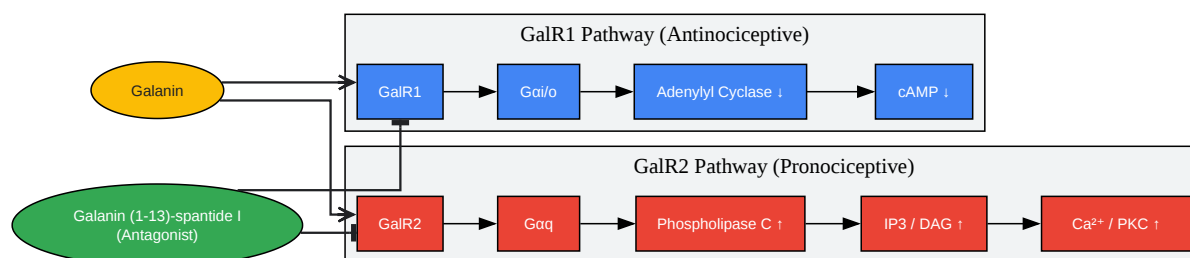 GalR1 Pathway (Antinociceptive)
Galanin
GalR1
Gαi/o
Adenylyl Cyclase ↓
cAMP ↓
GalR2 Pathway (Pronociceptive)
Galanin (1-13)-spantide I
(Antagonist)
GalR2
Gαq
Phospholipase C ↑
IP3 / DAG ↑
Ca²⁺ / PKC ↑